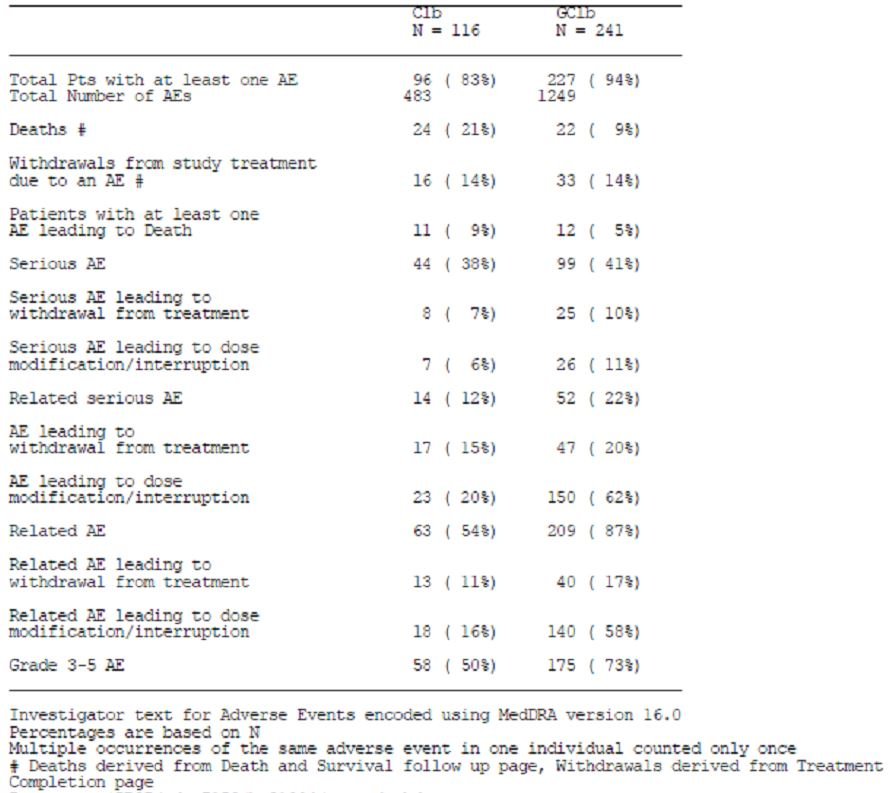 Clb GClb
N = 116 N = 241
Total Pts with at least one AE 96 ( 83%) 227 ( 94%)
Total Number of AEs 483 1249
Deaths # 24 ( 21%) 22 ( 9%)
Withdrawals from study treatment
due to an AE # 16 ( 14%) 33 ( 14%)
Patients with at least one
AE leading to Death 11 ( 9%) 12 ( 5%)
Serious AE 44 ( 38%) 99 ( 41%)
Serious AE leading to
withdrawal from treatment 8 ( 7%) 25 ( 10%)
Serious AE leading to dose
modification/interruption 7 ( 6%) 26 ( 11%)
Related serious AE 14 ( 12%) 52 ( 22%)
AE leading to
withdrawal from treatment 17 ( 15%) 47 ( 20%)
AE leading to dose
modification/interruption 23 ( 20%) 150 ( 62%)
Related AE 63 ( 54%) 209 ( 87%)
Related AE leading to
withdrawal from treatment 13 ( 11%) 40 ( 17%)
Related AE leading to dose
modification/interruption 18 ( 16%) 140 ( 58%)
Grade 3-5 AE 58 ( 50%) 175 ( 73%)
Investigator text for Adverse Events encoded using MedDRA version 16.0
Percentages are based on N
Multiple occurrences of the same adverse event in one individual counted only once
# Deaths derived from Death and Survival follow up page, Withdrawals derived from Treatment
Completion page